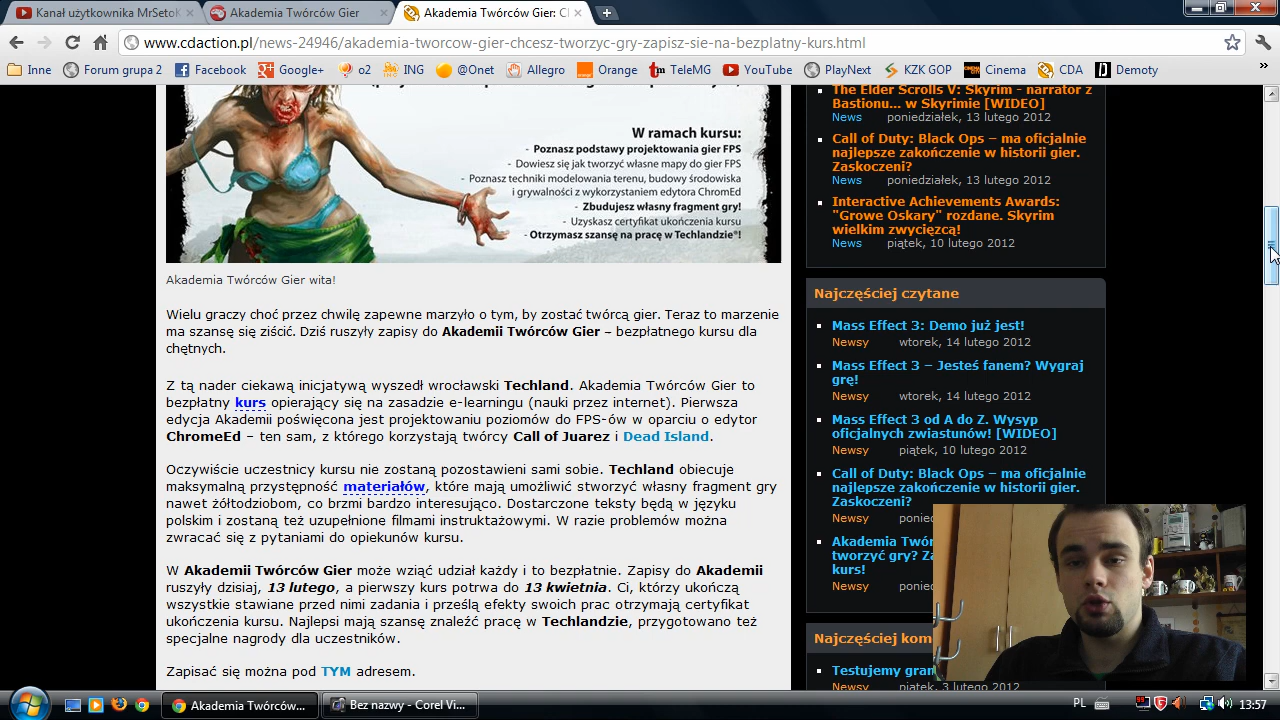 Kanał użytkownika MrSetoK
Akademia Twórców Gier
Akademia Twórców Gier: C
www.cdaction.pl/news-24946/akademia-tworcow-gier-chcesz-tworzyc-gry-zapisz-sie-na-bezplatny-kurs.html
Inne
Forum grupa 2
Facebook
Google+
o2
ING
@Onet
Allegro
Orange
TeleMG
YouTube
PlayNext
KZK GOP
Cinema
CDA
Demoty
W ramach kursu:
- Poznasz podstawy projektowania gier FPS
- Dowiesz się jak tworzyć własne mapy do gier FPS
- Poznasz techniki modelowania terenu, budowy środowiska
i grywalności z wykorzystaniem edytora ChromEd
- Zbudujesz własny fragment gry!
- Uzyskasz certyfikat ukończenia kursu
- Otrzymasz szansę na pracę w Techlandzie*!
Akademia Twórców Gier wita!
Wielu graczy choć przez chwilę zapewne marzyło o tym, by zostać twórcą gier. Teraz to marzenie
ma szansę się ziścić. Dziś ruszyły zapisy do Akademii Twórców Gier – bezpłatnego kursu dla
chętnych.
Z tą nader ciekawą inicjatywą wyszedł wrocławski Techland. Akademia Twórców Gier to
bezpłatny kurs opierający się na zasadzie e-learningu (nauki przez internet). Pierwsza
edycja Akademii poświęcona jest projektowaniu poziomów do FPS-ów w oparciu o edytor
ChromeEd – ten sam, z którego korzystają twórcy Call of Juarez i Dead Island.
Oczywiście uczestnicy kursu nie zostaną pozostawieni sami sobie. Techland obiecuje
maksymalną przystępność materiałów, które mają umożliwić stworzyć własny fragment gry
nawet żółtodziobom, co brzmi bardzo interesująco. Dostarczone teksty będą w języku
polskim i zostaną też uzupełnione filmami instruktażowymi. W razie problemów można
zwracać się z pytaniami do opiekunów kursu.
W Akademii Twórców Gier może wziąć udział każdy i to bezpłatnie. Zapisy do Akademii
ruszyły dzisiaj, 13 lutego, a pierwszy kurs potrwa do 13 kwietnia. Ci, którzy ukończą
wszystkie stawiane przed nimi zadania i prześlą efekty swoich prac otrzymają certyfikat
ukończenia kursu. Najlepsi mają szansę znaleźć pracę w Techlandzie, przygotowano też
specjalne nagrody dla uczestników.
Zapisać się można pod TYM adresem.
The Elder Scrolls V: Skyrim - narrator z
Bastionu... w Skyrimie [WIDEO]
News poniedziałek, 13 lutego 2012
Call of Duty: Black Ops – ma oficjalnie
najlepsze zakończenie w historii gier.
Zaskoczeni?
News poniedziałek, 13 lutego 2012
Interactive Achievements Awards:
"Growe Oskary" rozdane. Skyrim
wielkim zwycięzcą!
News piątek, 10 lutego 2012
Najczęściej czytane
Mass Effect 3: Demo już jest!
Newsy wtorek, 14 lutego 2012
Mass Effect 3 – Jesteś fanem? Wygraj
grę!
Newsy wtorek, 14 lutego 2012
Mass Effect 3 od A do Z. Wysyp
oficjalnych zwiastunów! [WIDEO]
Newsy piątek, 10 lutego 2012
Call of Duty: Black Ops – ma oficjalnie
najlepsze zakończenie w historii gier.
Zaskoczeni?
Newsy ponied
Akademia Twór
tworzyć gry? Za
kurs!
Newsy ponied
Najczęściej kom
Testujemy gran
Newsy piątek, 3 lutego 2012
Akademia Twórców...
Bez nazwy - Corel Vi...
PL
13:57